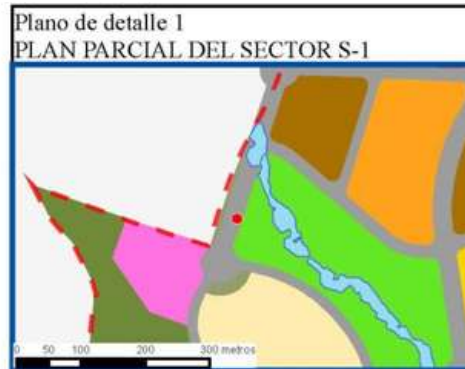 Plano de detalle 1
PLAN PARCIAL DEL SECTOR S-1
0 50 100 200 300 metros